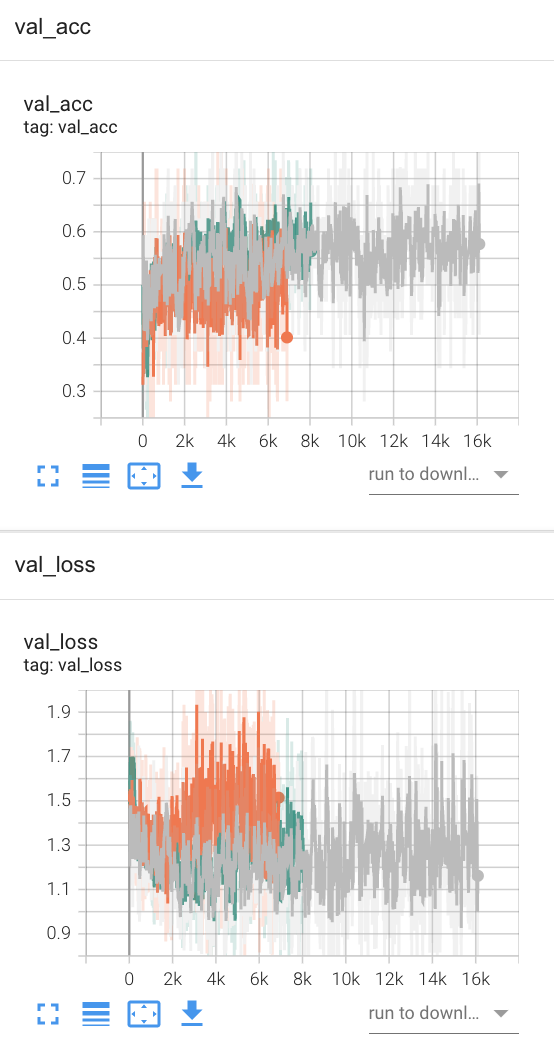 val_acc
val_acc
tag: val_acc
0.7
0.6
0.5
0.4
0.3
0 2k 4k 6k 8k 10k 12k 14k 16k
run to downl...
val_loss
val_loss
tag: val_loss
1.9
1.7
1.5
1.3
1.1
0.9
0 2k 4k 6k 8k 10k 12k 14k 16k
run to downl...